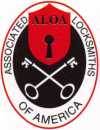 ALOA
ASSOCIATED LOCKSMITHS
OF AMERICA